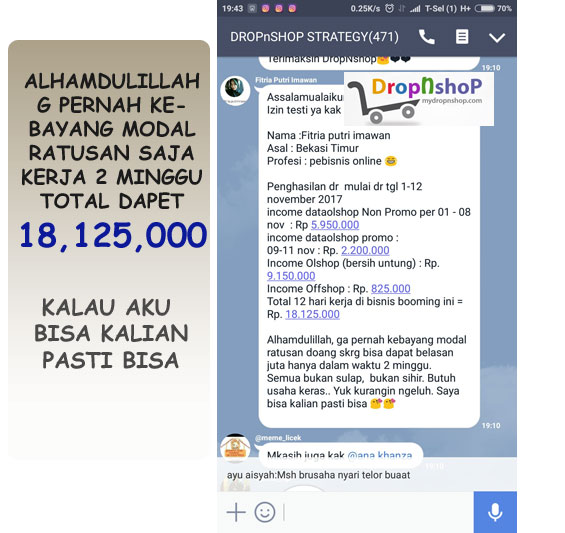 ALHAMDULILLAH
G PERNAH KE-
BAYANG MODAL
RATUSAN SAJA
KERJA 2 MINGGU
TOTAL DAPET
18,125,000
KALAU AKU
BISA KALIAN
PASTI BISA
19:43 0.25K/s T-Sel (1) H+ 70%
DROPnSHOP STRATEGY(471)
Terimaksih DropNshop
19:10
Fitria Putri Imawan
DropNshoP
mydropnshop.com
Assalamualaiku
Izin testi ya kak
Nama :Fitria putri imawan
Asal : Bekasi Timur
Profesi : pebisnis online
Penghasilan dr mulai dr tgl 1-12
november 2017
income dataolshop Non Promo per 01 - 08
nov : Rp 5.950.000
income dataolshop promo :
09-11 nov : Rp. 2.200.000
Income Olshop (bersih untung) : Rp.
9.150.000
Income Offshop : Rp. 825.000
Total 12 hari kerja di bisnis booming ini =
Rp. 18.125.000
Alhamdulillah, ga pernah kebayang modal
ratusan doang skrg bisa dapat belasan
juta hanya dalam waktu 2 minggu.
Semua bukan sulap, bukan sihir. Butuh
usaha keras.. Yuk kurangin ngeluh. Saya
bisa kalian pasti bisa
19:10
@meme_licek
Mkasih juga kak @ana khanza
19:10
ayu aisyah:Msh brusaha nyari telor buaat